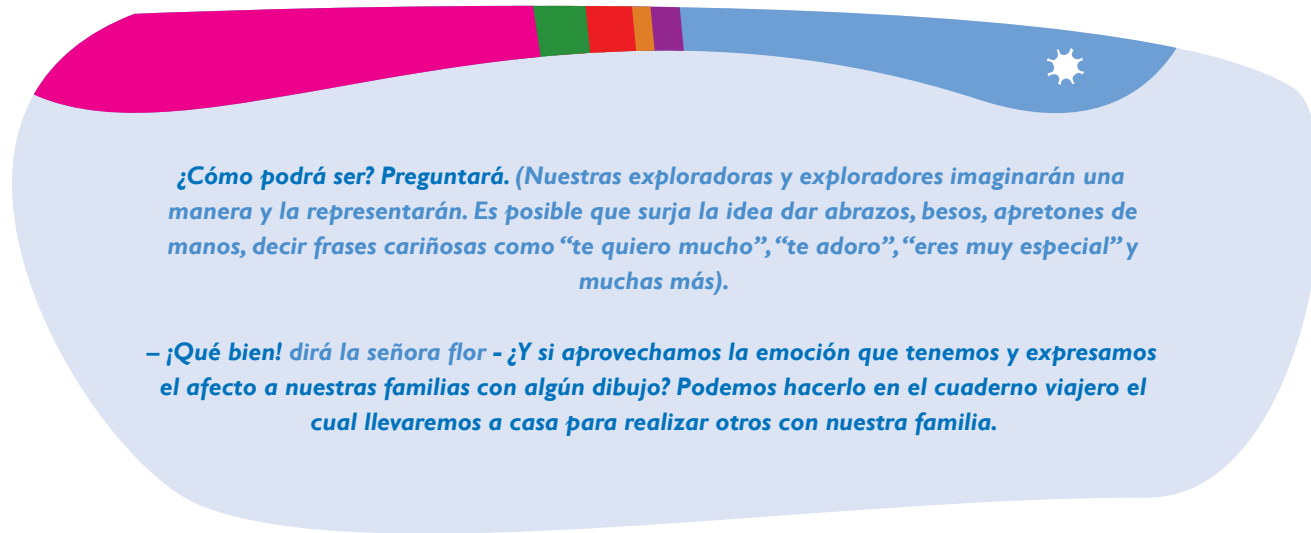 ¿Cómo podrá ser? Preguntará. (Nuestras exploradoras y exploradores imaginarán una
manera y la representarán. Es posible que surja la idea dar abrazos, besos, apretones de
manos, decir frases cariñosas como “te quiero mucho”, “te adoro”, “eres muy especial” y
muchas más).
– ¡Qué bien! dirá la señora flor - ¿Y si aprovechamos la emoción que tenemos y expresamos
el afecto a nuestras familias con algún dibujo? Podemos hacerlo en el cuaderno viajero el
cual llevaremos a casa para realizar otros con nuestra familia.